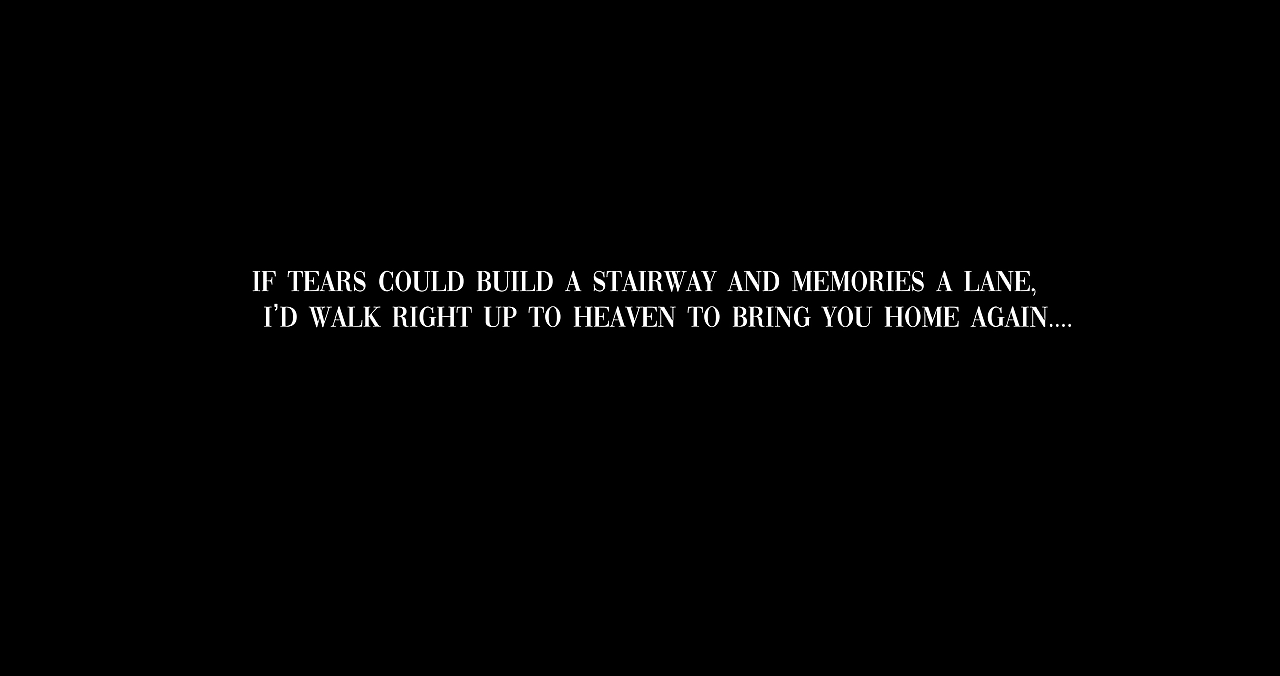 IF TEARS COULD BUILD A STAIRWAY AND MEMORIES A LANE,
I'D WALK RIGHT UP TO HEAVEN TO BRING YOU HOME AGAIN....